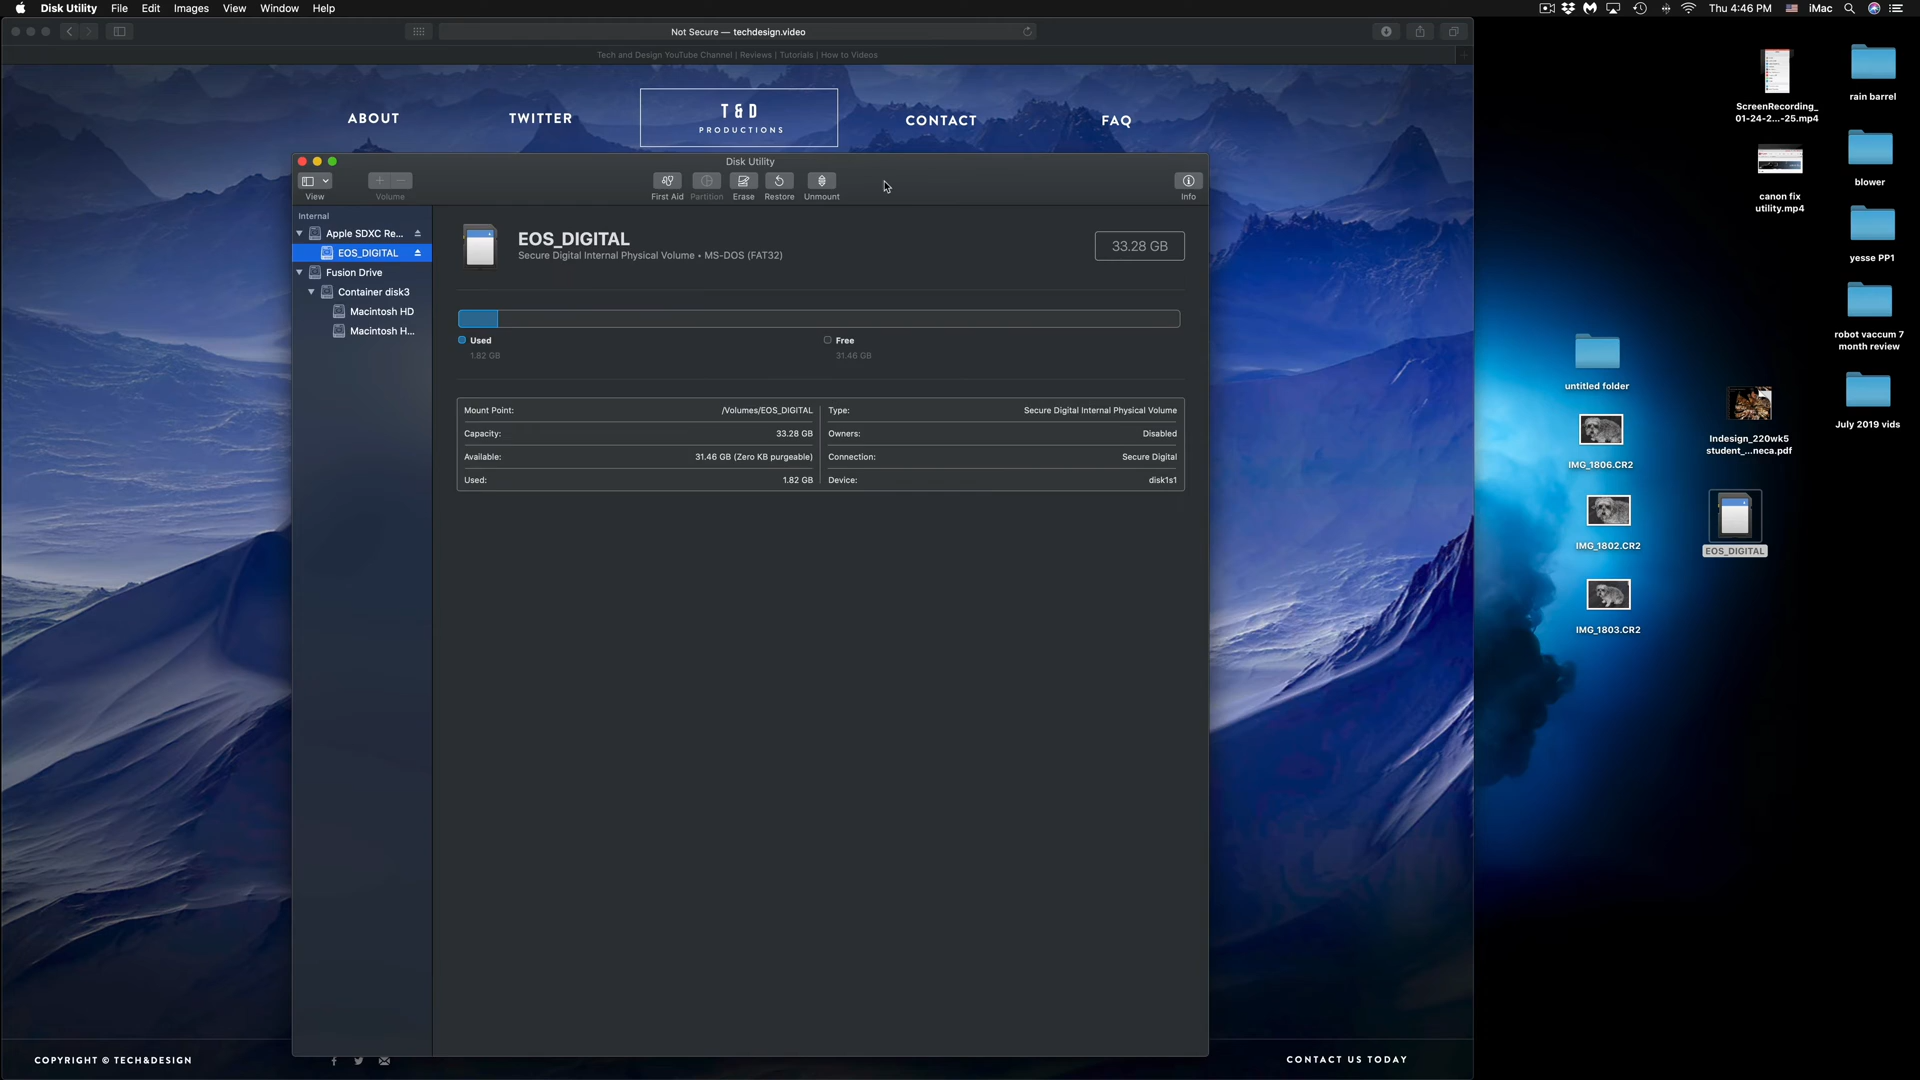 Disk Utility File Edit Images View Window Help
Thu 4:46 PM iMac
Not Secure — techdesign.video
Tech and Design YouTube Channel | Reviews | Tutorials | How to Videos
ABOUT TWITTER T & D CONTACT FAQ
PRODUCTIONS
Disk Utility
View Volume First Aid Partition Erase Restore Unmount Info
Internal
Apple SDXC Re...
EOS_DIGITAL
Fusion Drive
Container disk3
Macintosh HD
Macintosh H...
EOS_DIGITAL
Secure Digital Internal Physical Volume • MS-DOS (FAT32)
33.28 GB
Used
1.82 GB
Free
31.46 GB
Mount Point: /Volumes/EOS_DIGITAL
Capacity: 33.28 GB
Available: 31.46 GB (Zero KB purgeable)
Used: 1.82 GB
Type: Secure Digital Internal Physical Volume
Owners: Disabled
Connection: Secure Digital
Device: disk1s1
ScreenRecording_
01-24-2...-25.mp4
rain barrel
canon fix
utility.mp4
blower
yesse PP1
robot vaccum 7
month review
untitled folder
July 2019 vids
Indesign_220wk5
student_...neca.pdf
IMG_1806.CR2
IMG_1802.CR2
EOS_DIGITAL
IMG_1803.CR2
COPYRIGHT © TECH&DESIGN
CONTACT US TODAY